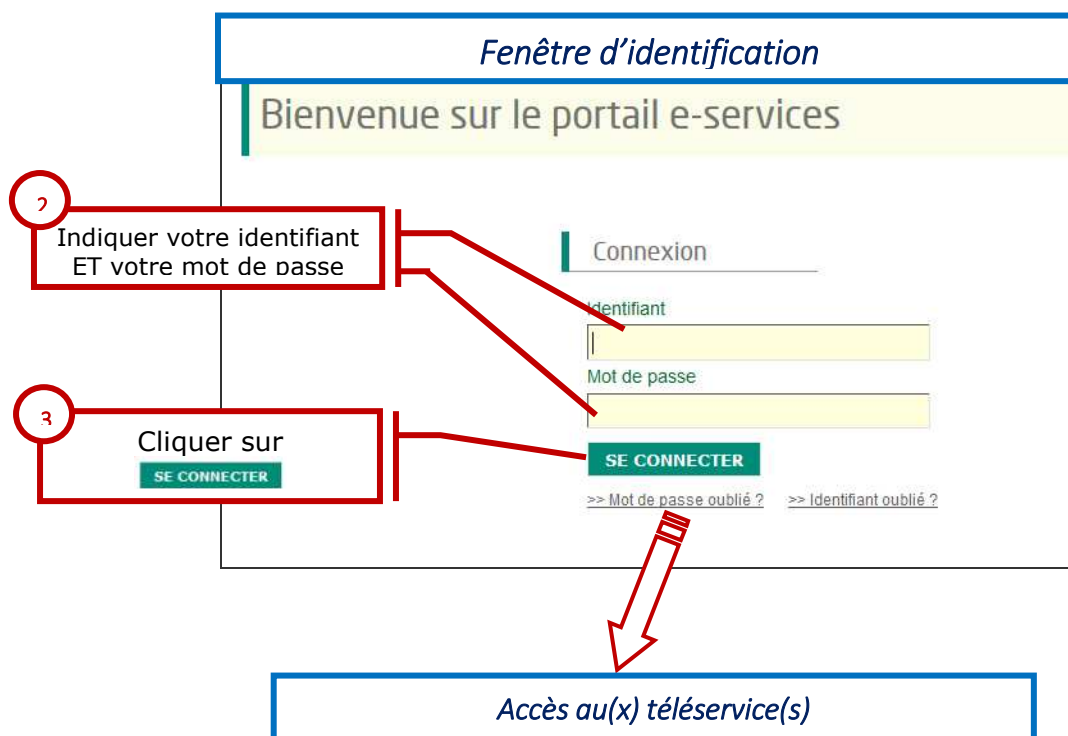 Fenêtre d’identification
Bienvenue sur le portail e-services
2
Indiquer votre identifiant
ET votre mot de passe
Connexion
Identifiant
Mot de passe
3
Cliquer sur
SE CONNECTER
SE CONNECTER
>> Mot de passe oublié ? >> Identifiant oublié ?
Accès au(x) téléservice(s)